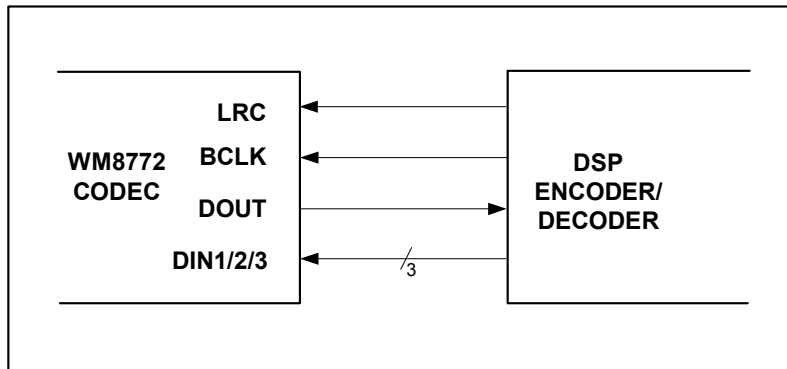 LRC
WM8772
CODEC
BCLK
DOUT
DIN1/2/3
3
DSP
ENCODER/
DECODER